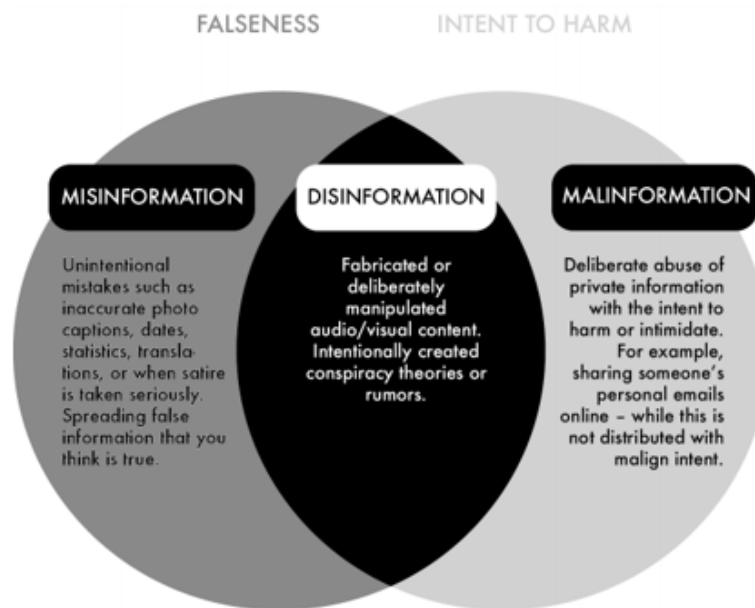 FALSENESS
INTENT TO HARM
MISINFORMATION
Unintentional
mistakes such as
inaccurate photo
captions, dates,
statistics, transla-
tions, or when satire
is taken seriously.
Spreading false
information that you
think is true.
DISINFORMATION
Fabricated or
deliberately
manipulated
audio/visual content.
Intentionally created
conspiracy theories or
rumors.
MALINFORMATION
Deliberate abuse of
private information
with the intent to
harm or intimidate.
For example,
sharing someone's
personal emails
online – while this is
not distributed with
malign intent.